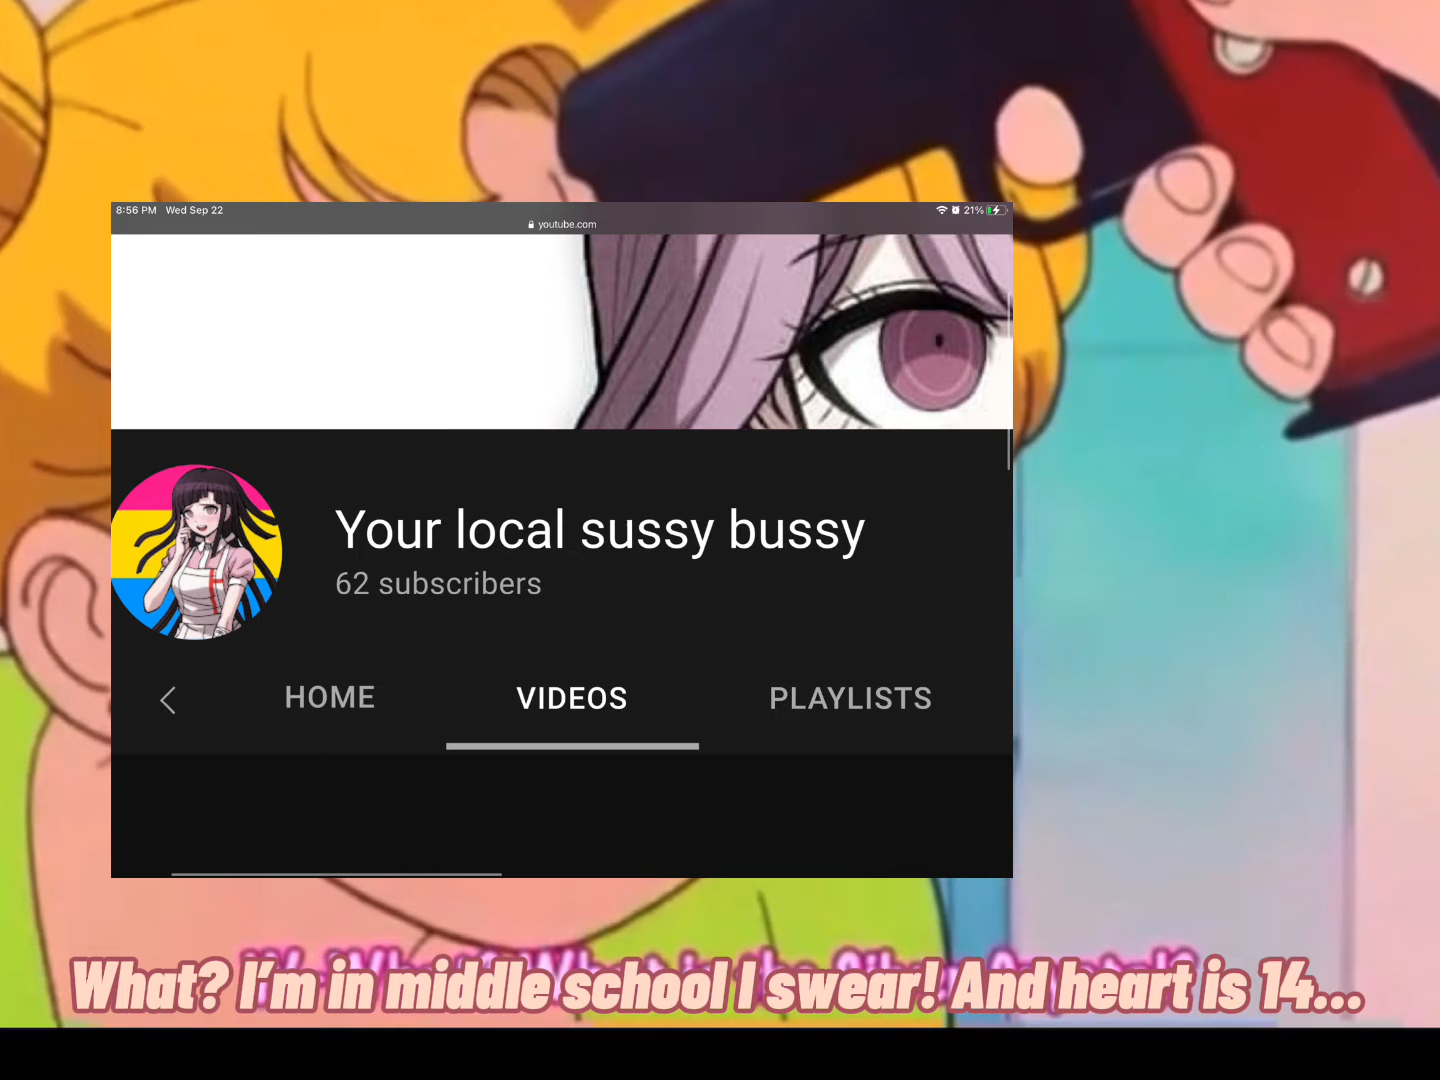 8:56 PM Wed Sep 22
21%
youtube.com
Your local sussy bussy
62 subscribers
HOME
VIDEOS
PLAYLISTS
What? I'm in middle school I swear! And heart is 14...